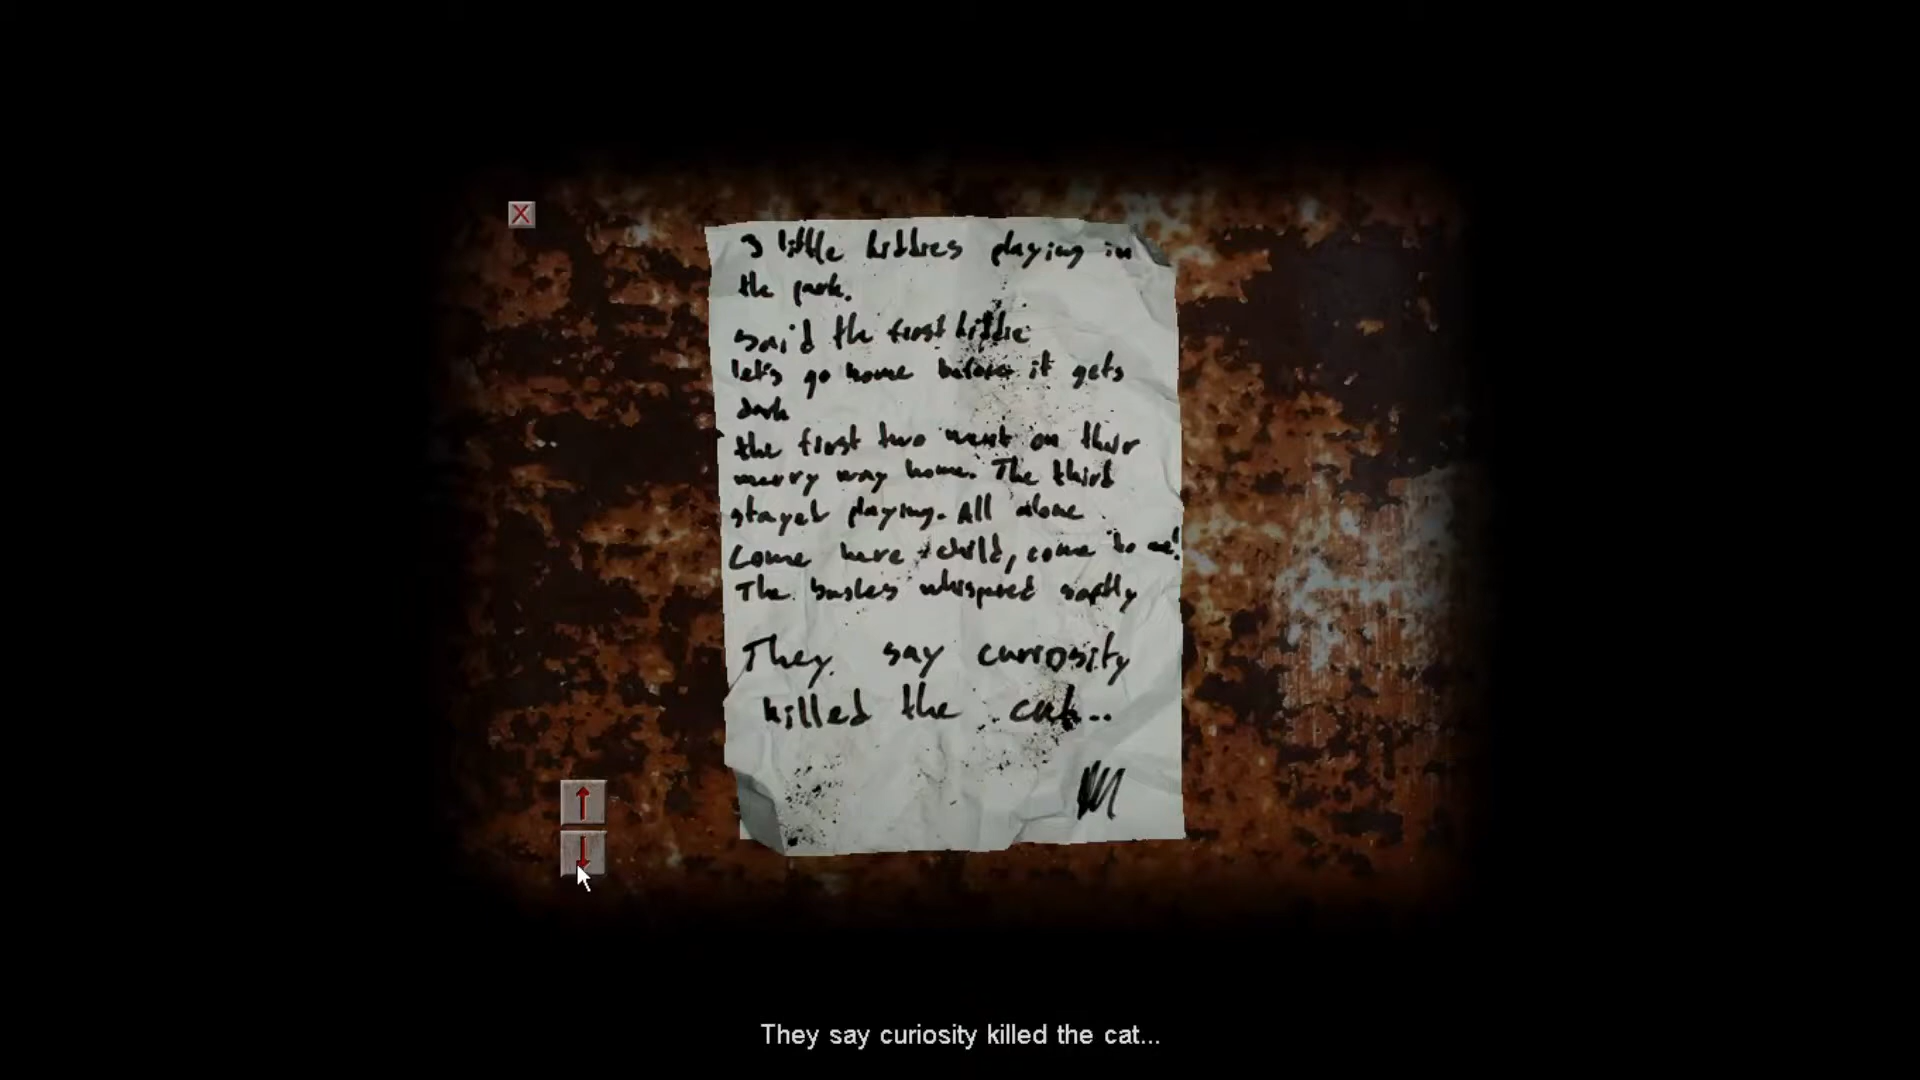 3 little kiddies playing in
the park.
said the first kiddie
let's go home before it gets
dark
the first two went on their
merry way home. The third
stayed playing. All alone
Come here child, come to me!
The bushes whispered softly
They say curiosity
killed the cat...
They say curiosity killed the cat...